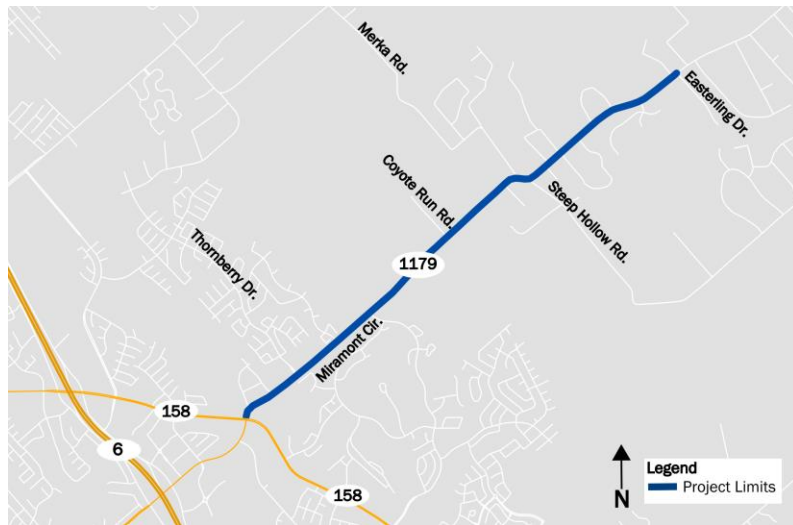 Merka Rd.
Easterling Dr.
Coyote Run Rd.
Steep Hollow Rd.
Thornberry Dr.
1179
Miramont Cir.
158
6
158
N
Legend
Project Limits